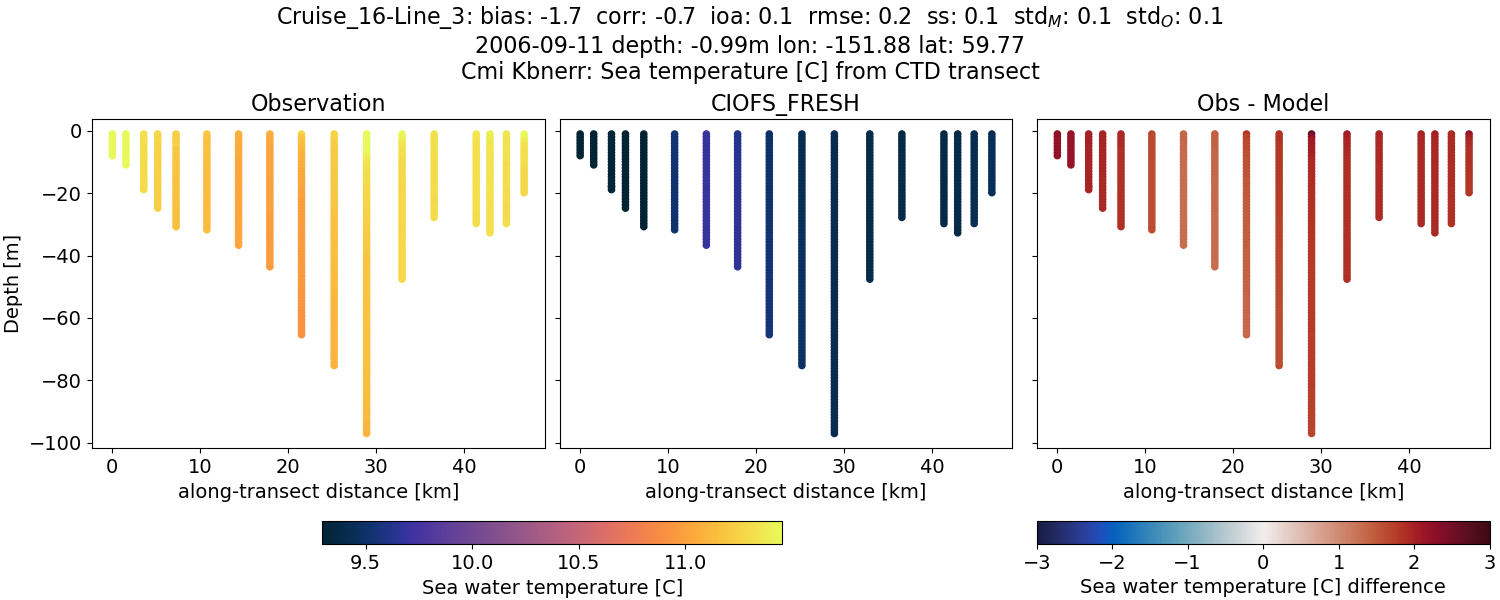 Cruise_16-Line_3: bias: -1.7  corr: -0.7  ioa: 0.1  rmse: 0.2  ss: 0.1  std_M: 0.1  std_O: 0.1
2006-09-11 depth: -0.99m lon: -151.88 lat: 59.77
Cmi Kbnerr: Sea temperature [C] from CTD transect
Observation
CIOFS_FRESH
Obs - Model
Depth [m]
0
−20
−40
−60
−80
−100
0 10 20 30 40
0 10 20 30 40
0 10 20 30 40
along-transect distance [km]
along-transect distance [km]
along-transect distance [km]
9.5 10.0 10.5 11.0
Sea water temperature [C]
−3 −2 −1 0 1 2 3
Sea water temperature [C] difference